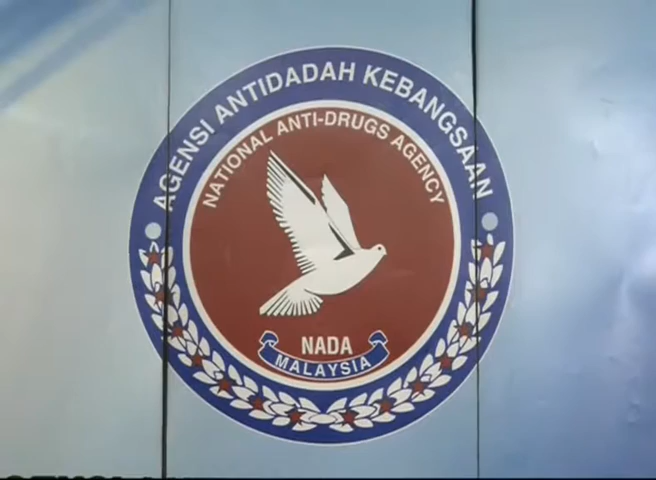 AGENSI ANTIDADAH KEBANGSAAN
NATIONAL ANTI-DRUGS AGENCY
NADA
MALAYSIA